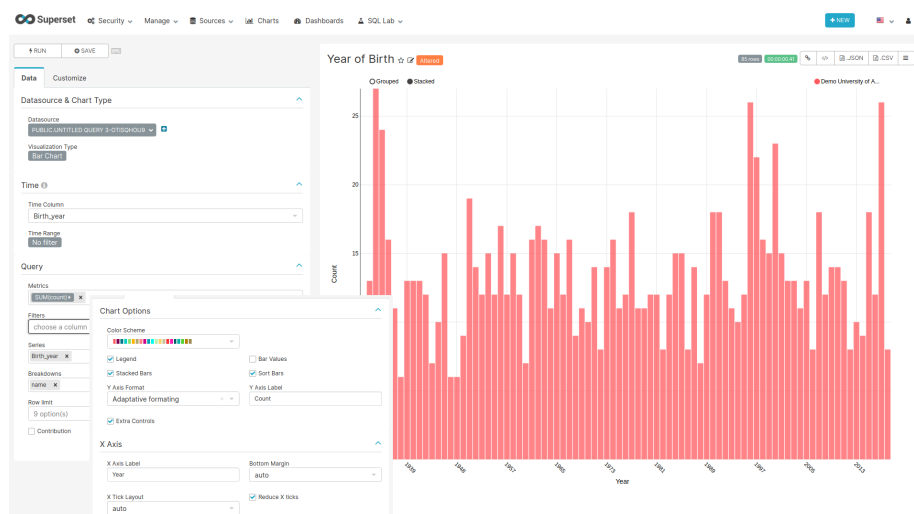 Superset Security Manage Sources Charts Dashboards SQL Lab + NEW
RUN SAVE
Data Customize
Datasource & Chart Type
Datasource
PUBLIC.UNTITLED QUERY 3-GTISQHOU9
Visualization Type
Bar Chart
Time
Time Column
Birth_year
Time Range
No filter
Query
Metrics
SUM(count) x
Filters
choose a column
Series
Birth_year x
Breakdowns
name x
Row limit
9 option(s)
Contribution
Chart Options
Color Scheme
Legend Bar Values
Stacked Bars Sort Bars
Y Axis Format Y Axis Label
Adaptative formating Count
Extra Controls
X Axis
X Axis Label Bottom Margin
Year auto
X Tick Layout Reduce X ticks
auto
Year of Birth Altered 85 rows 00:00:00.41 .JSON .CSV
Grouped Stacked Demo University of A...
25
20
15
Count
1939 1948 1957 1965 1973 1981 1989 1997 2005 2013
Year